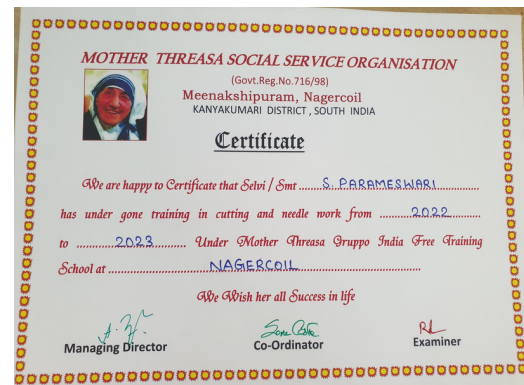 MOTHER THREASA SOCIAL SERVICE ORGANISATION
(Govt.Reg.No.716/98)
Meenakshipuram, Nagercoil
KANYAKUMARI DISTRICT, SOUTH INDIA
Certificate
We are happp to Certificate that Selvi / Smt ...... S. PARAMESWARI ............
has under gone training in cutting and needle work from ......... 2022 .........
to ......... 2023 ......... Under Mother Threasa Gruppo India Free Training
School at ......................... NAGERCOIL .........................
We Wish her all Success in life
Managing Director Co-Ordinator Examiner